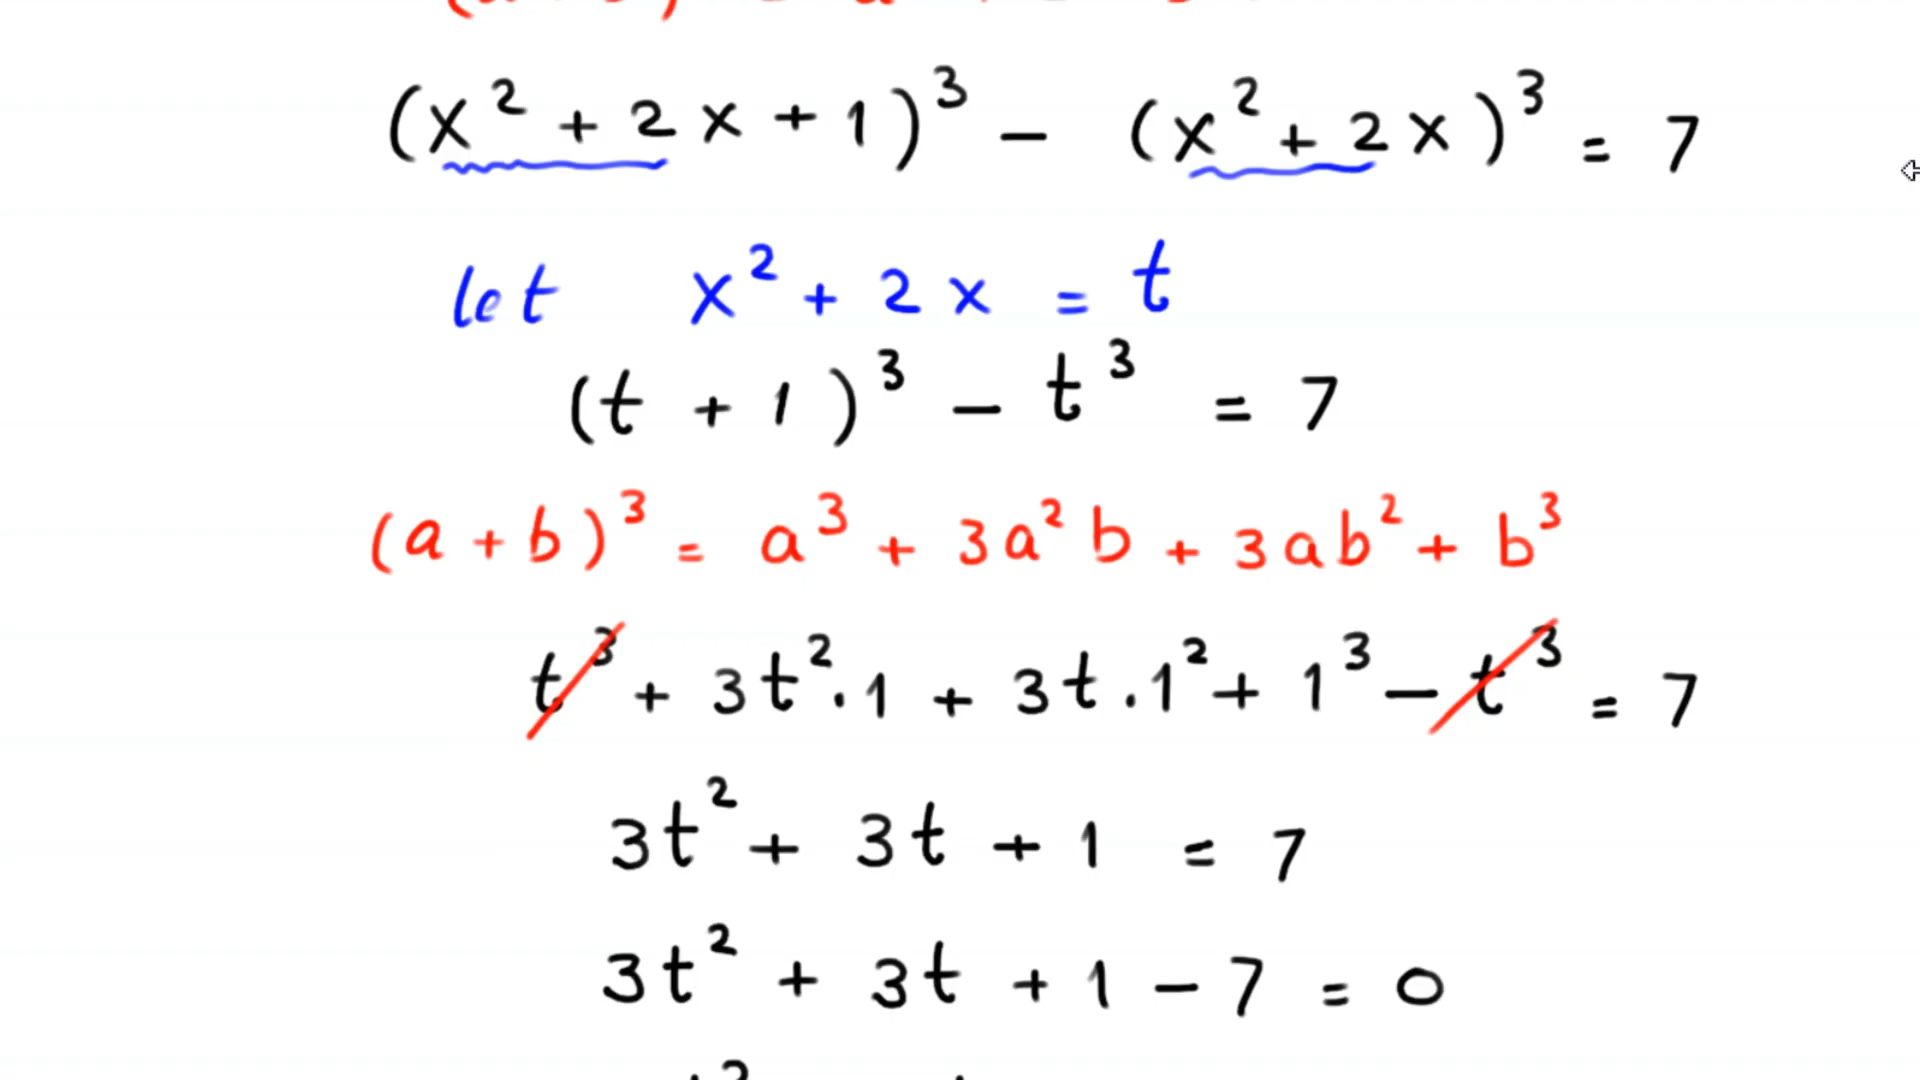 (x² + 2x + 1)³ − (x² + 2x)³ = 7
let x² + 2x = t
(t + 1)³ − t³ = 7
(a + b)³ = a³ + 3a²b + 3ab² + b³
t³ + 3t².1 + 3t.1² + 1³ − t³ = 7
3t² + 3t + 1 = 7
3t² + 3t + 1 − 7 = 0